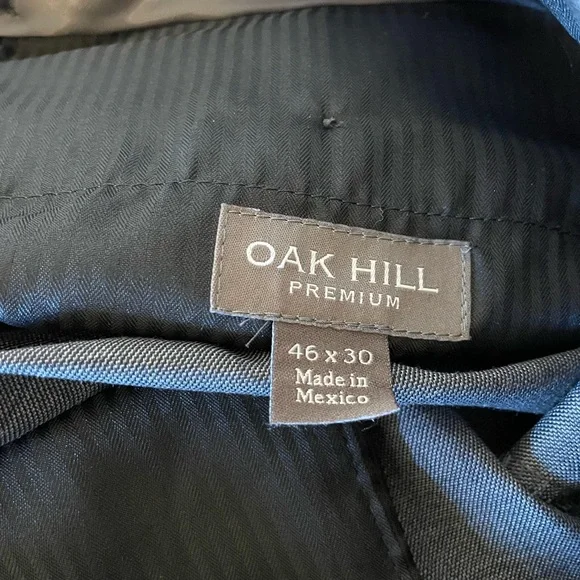 OAK HILL
PREMIUM
46 x 30
Made in
Mexico